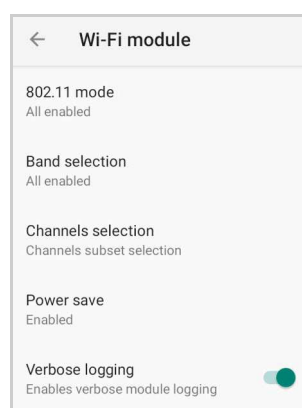 Wi-Fi module
802.11 mode
All enabled
Band selection
All enabled
Channels selection
Channels subset selection
Power save
Enabled
Verbose logging
Enables verbose module logging